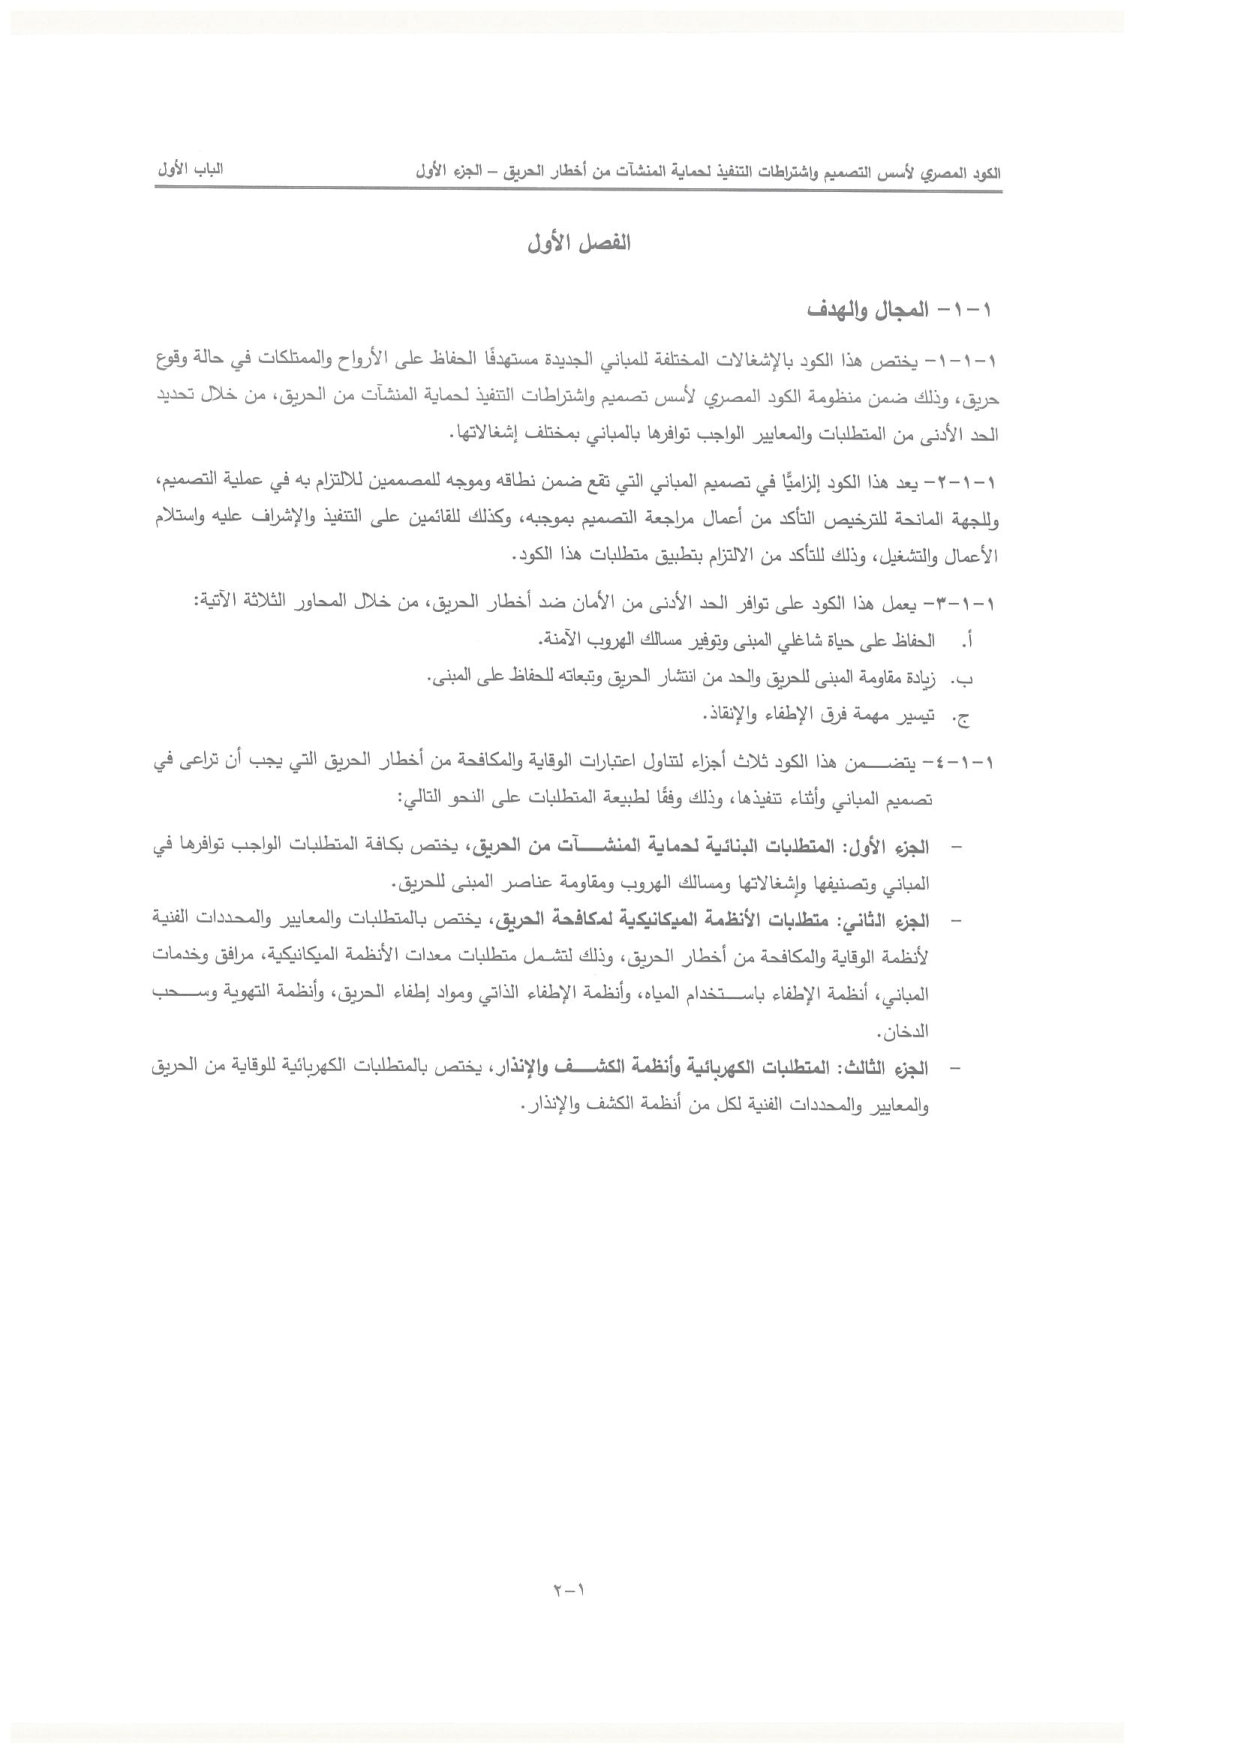 الكود المصري لأسس التصميم واشتراطات التنفيذ لحماية المنشآت من أخطار الحريق – الجزء الأول
الباب الأول
الفصل الأول
١-١- المجال والهدف
١-١-١- يختص هذا الكود بالإشغالات المختلفة للمباني الجديدة مستهدفًا الحفاظ على الأرواح والممتلكات في حالة وقوع
حريق، وذلك ضمن منظومة الكود المصري لأسس تصميم واشتراطات التنفيذ لحماية المنشآت من الحريق، من خلال تحديد
الحد الأدنى من المتطلبات والمعايير الواجب توافرها بالمباني بمختلف إشغالاتها.
١-١-٢- يعد هذا الكود إلزاميًّا في تصميم المباني التي تقع ضمن نطاقه وموجه للمصممين للالتزام به في عملية التصميم،
وللجهة المانحة للترخيص التأكد من أعمال مراجعة التصميم بموجبه، وكذلك للقائمين على التنفيذ والإشراف عليه واستلام
الأعمال والتشغيل، وذلك للتأكد من الالتزام بتطبيق متطلبات هذا الكود.
١-١-٣- يعمل هذا الكود على توافر الحد الأدنى من الأمان ضد أخطار الحريق، من خلال المحاور الثلاثة الآتية:
أ. الحفاظ على حياة شاغلي المبنى وتوفير مسالك الهروب الآمنة.
ب. زيادة مقاومة المبنى للحريق والحد من انتشار الحريق وتبعاته للحفاظ على المبنى.
ج. تيسير مهمة فرق الإطفاء والإنقاذ.
١-١-٤- يتضمن هذا الكود ثلاث أجزاء لتناول اعتبارات الوقاية والمكافحة من أخطار الحريق التي يجب أن تراعى في
تصميم المباني وأثناء تنفيذها، وذلك وفقًا لطبيعة المتطلبات على النحو التالي:
– الجزء الأول: المتطلبات البنائية لحماية المنشآت من الحريق، يختص بكافة المتطلبات الواجب توافرها في
المباني وتصنيفها وإشغالاتها ومسالك الهروب ومقاومة عناصر المبنى للحريق.
– الجزء الثاني: متطلبات الأنظمة الميكانيكية لمكافحة الحريق، يختص بالمتطلبات والمعايير والمحددات الفنية
لأنظمة الوقاية والمكافحة من أخطار الحريق، وذلك لتشمل متطلبات معدات الأنظمة الميكانيكية، مرافق وخدمات
المباني، أنظمة الإطفاء باستخدام المياه، وأنظمة الإطفاء الذاتي ومواد إطفاء الحريق، وأنظمة التهوية وسحب
الدخان.
– الجزء الثالث: المتطلبات الكهربائية وأنظمة الكشف والإنذار، يختص بالمتطلبات الكهربائية للوقاية من الحريق
والمعايير والمحددات الفنية لكل من أنظمة الكشف والإنذار.
١-٢